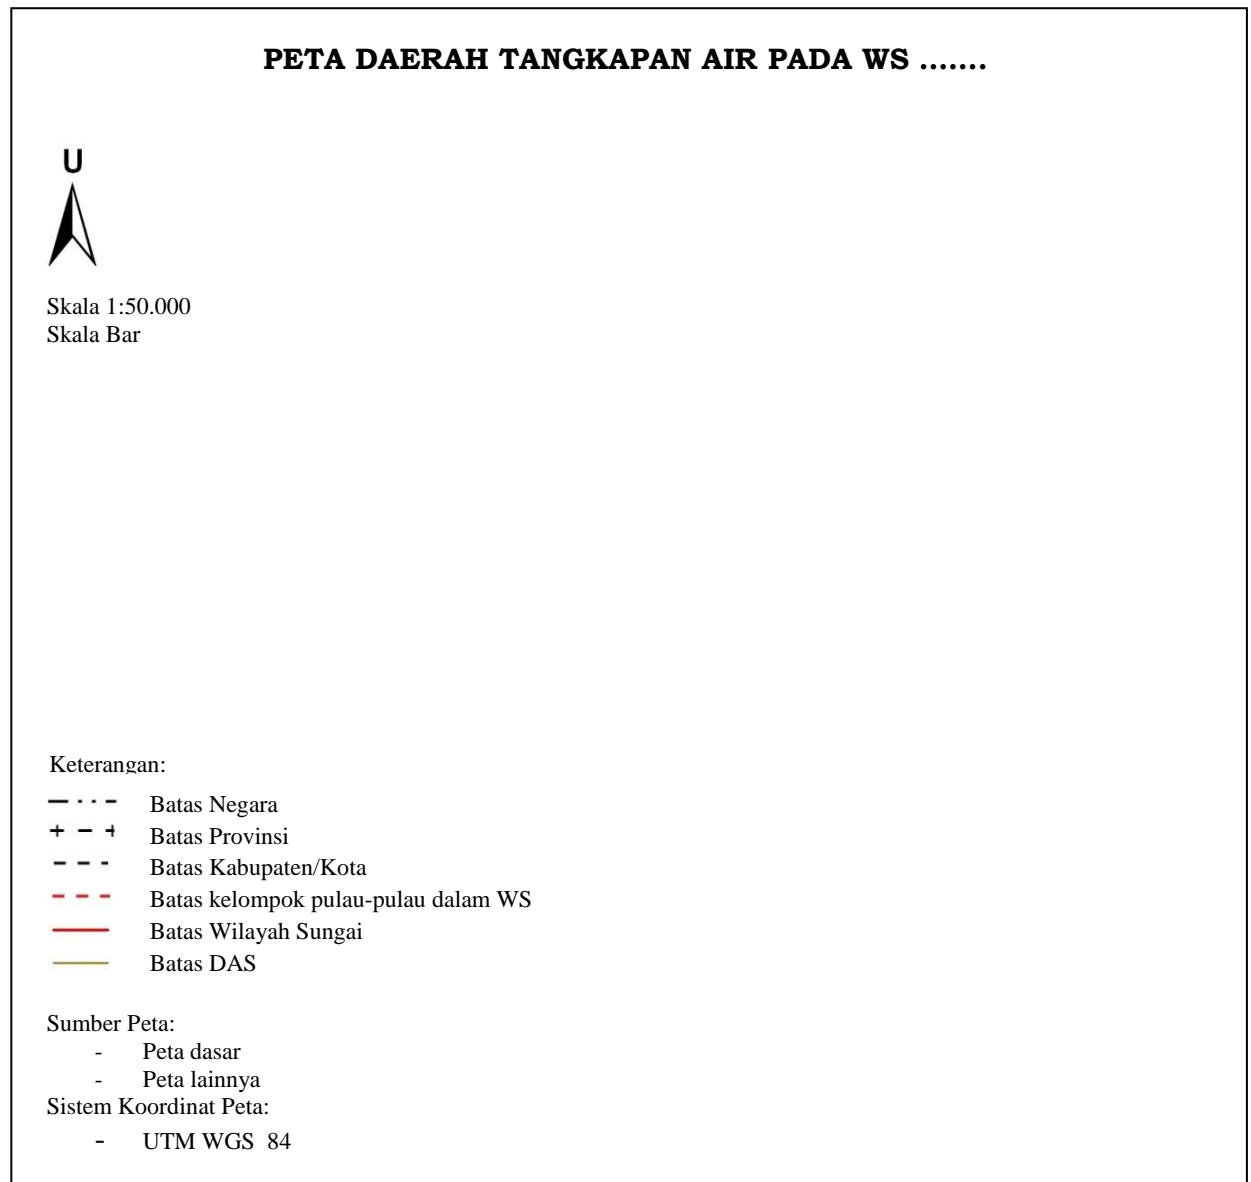 PETA DAERAH TANGKAPAN AIR PADA WS .......
U
Skala 1:50.000
Skala Bar
Keterangan:
Batas Negara
Batas Provinsi
Batas Kabupaten/Kota
Batas kelompok pulau-pulau dalam WS
Batas Wilayah Sungai
Batas DAS
Sumber Peta:
- Peta dasar
- Peta lainnya
Sistem Koordinat Peta:
- UTM WGS 84